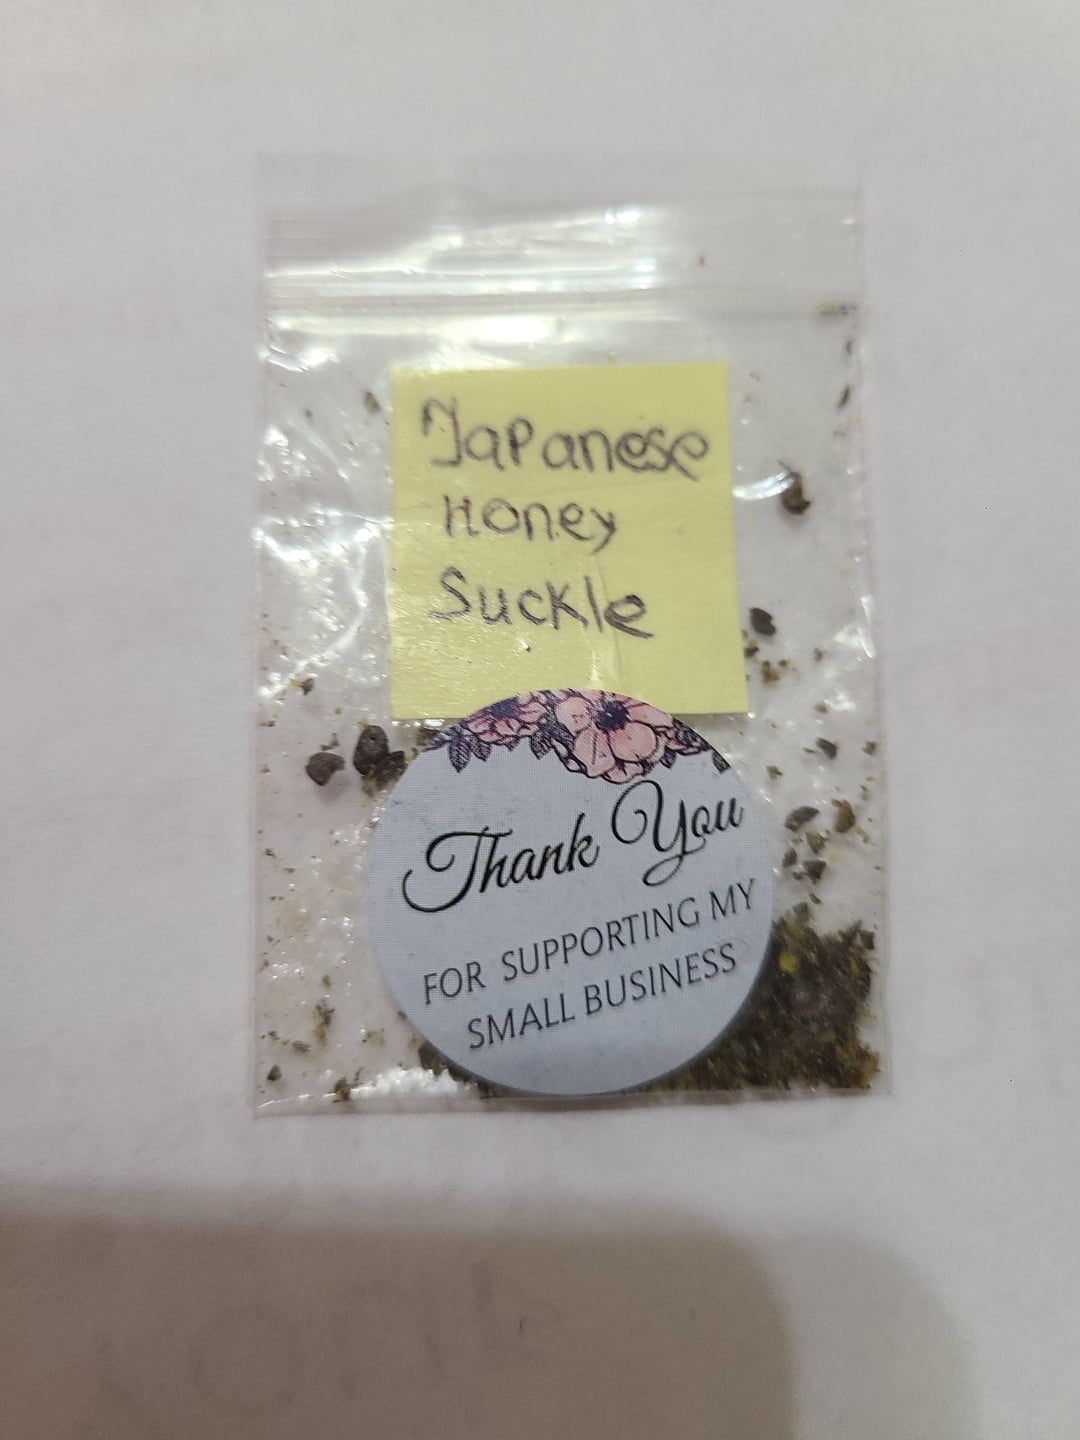 Japanese
Honey
Suckle
Thank You
FOR SUPPORTING MY
SMALL BUSINESS